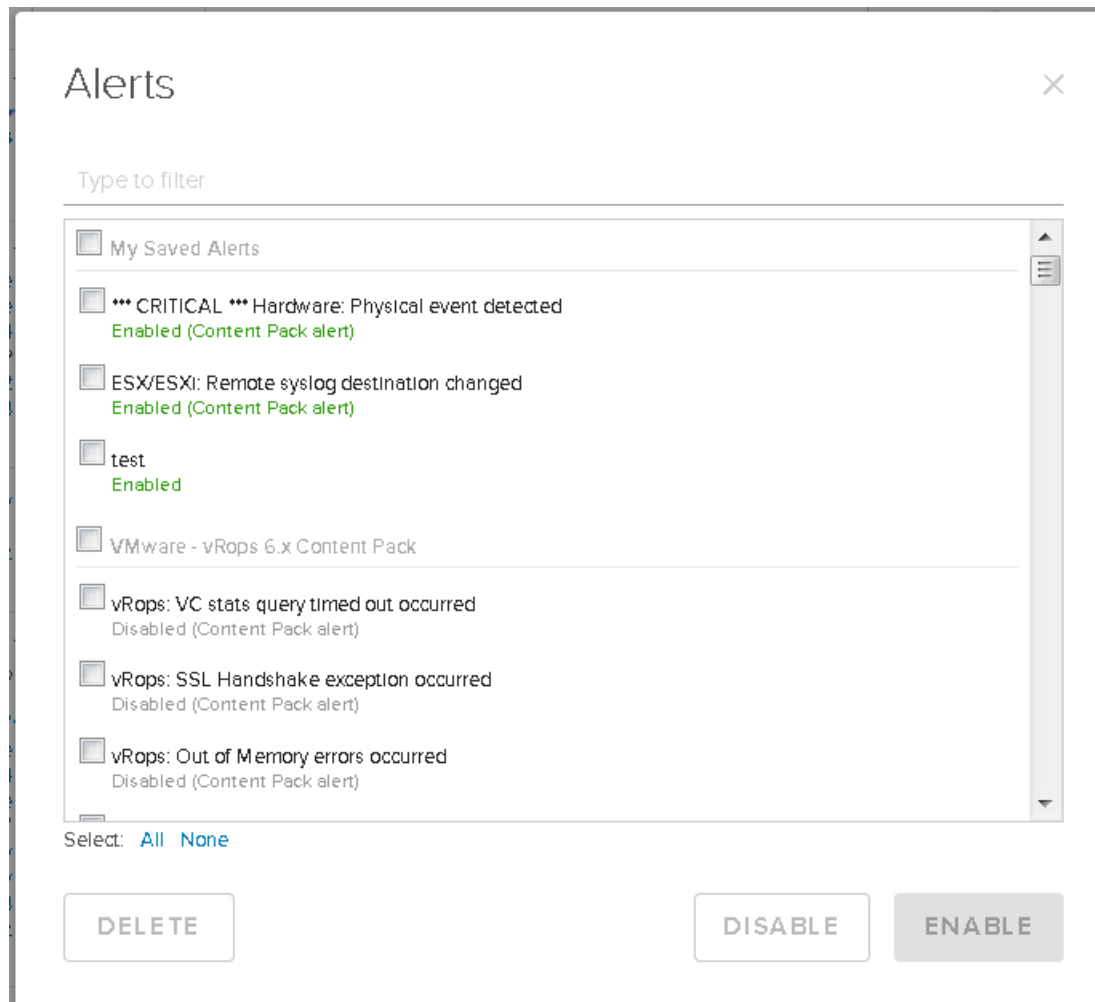 Alerts
Type to filter
My Saved Alerts
*** CRITICAL *** Hardware: Physical event detected
Enabled (Content Pack alert)
ESX/ESXi: Remote syslog destination changed
Enabled (Content Pack alert)
test
Enabled
VMware - vRops 6.x Content Pack
vRops: VC stats query timed out occurred
Disabled (Content Pack alert)
vRops: SSL Handshake exception occurred
Disabled (Content Pack alert)
vRops: Out of Memory errors occurred
Disabled (Content Pack alert)
Select: All None
DELETE DISABLE ENABLE